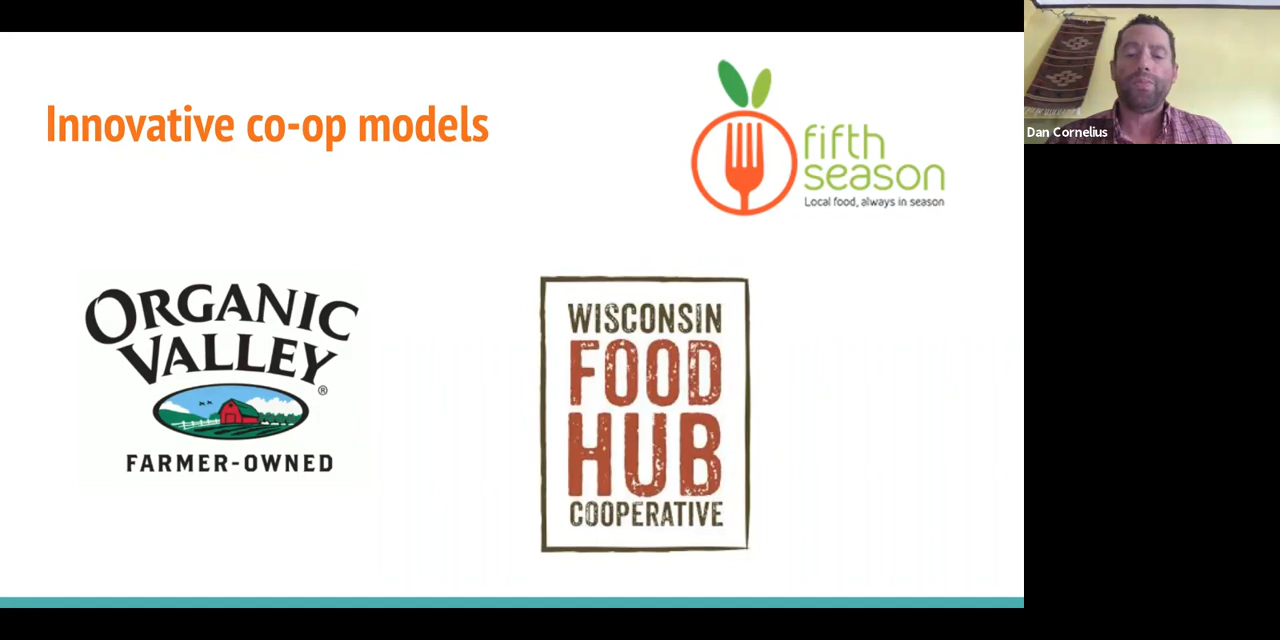 Innovative co-op models
fifth
season
Local food, always in season
Dan Cornelius
ORGANIC
VALLEY
®
FARMER-OWNED
WISCONSIN
FOOD
HUB
COOPERATIVE